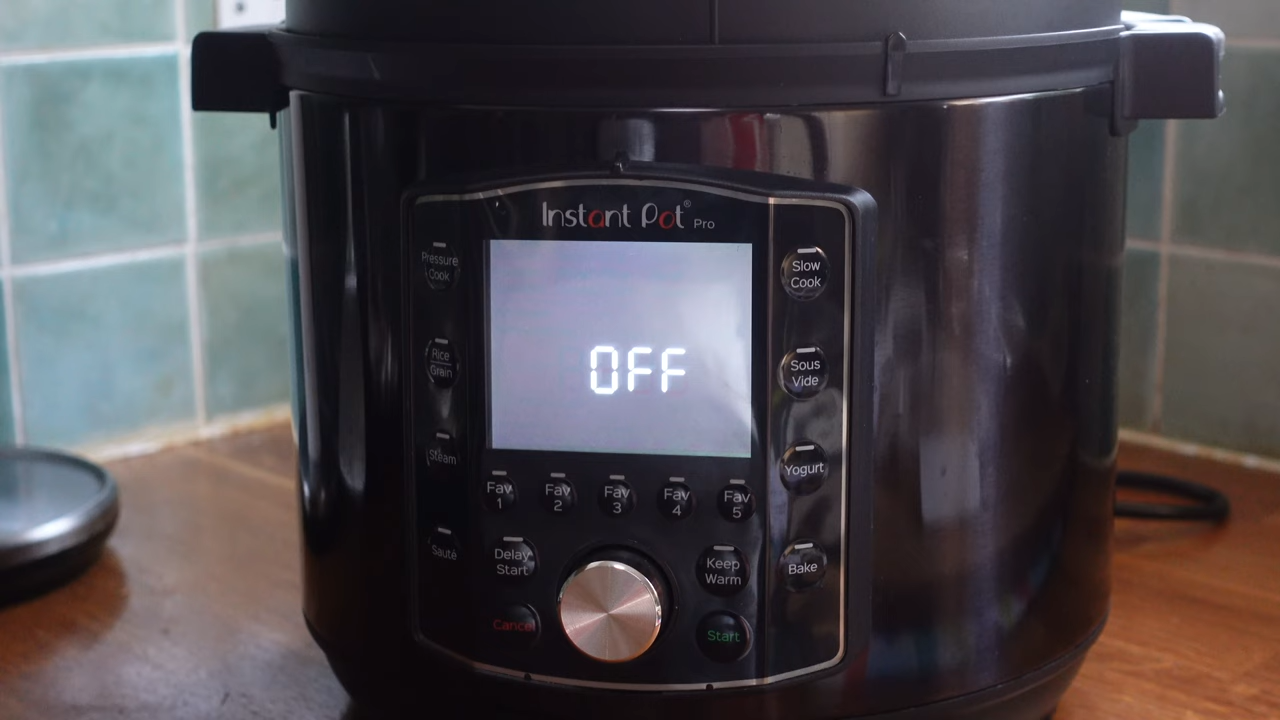 Instant Pot® Pro
Pressure
Cook
Slow
Cook
OFF
Rice
Grain
Sous
Vide
Steam
Yogurt
Fav
1
Fav
2
Fav
3
Fav
4
Fav
5
Sauté
Delay
Start
Keep
Warm
Bake
Cancel
Start